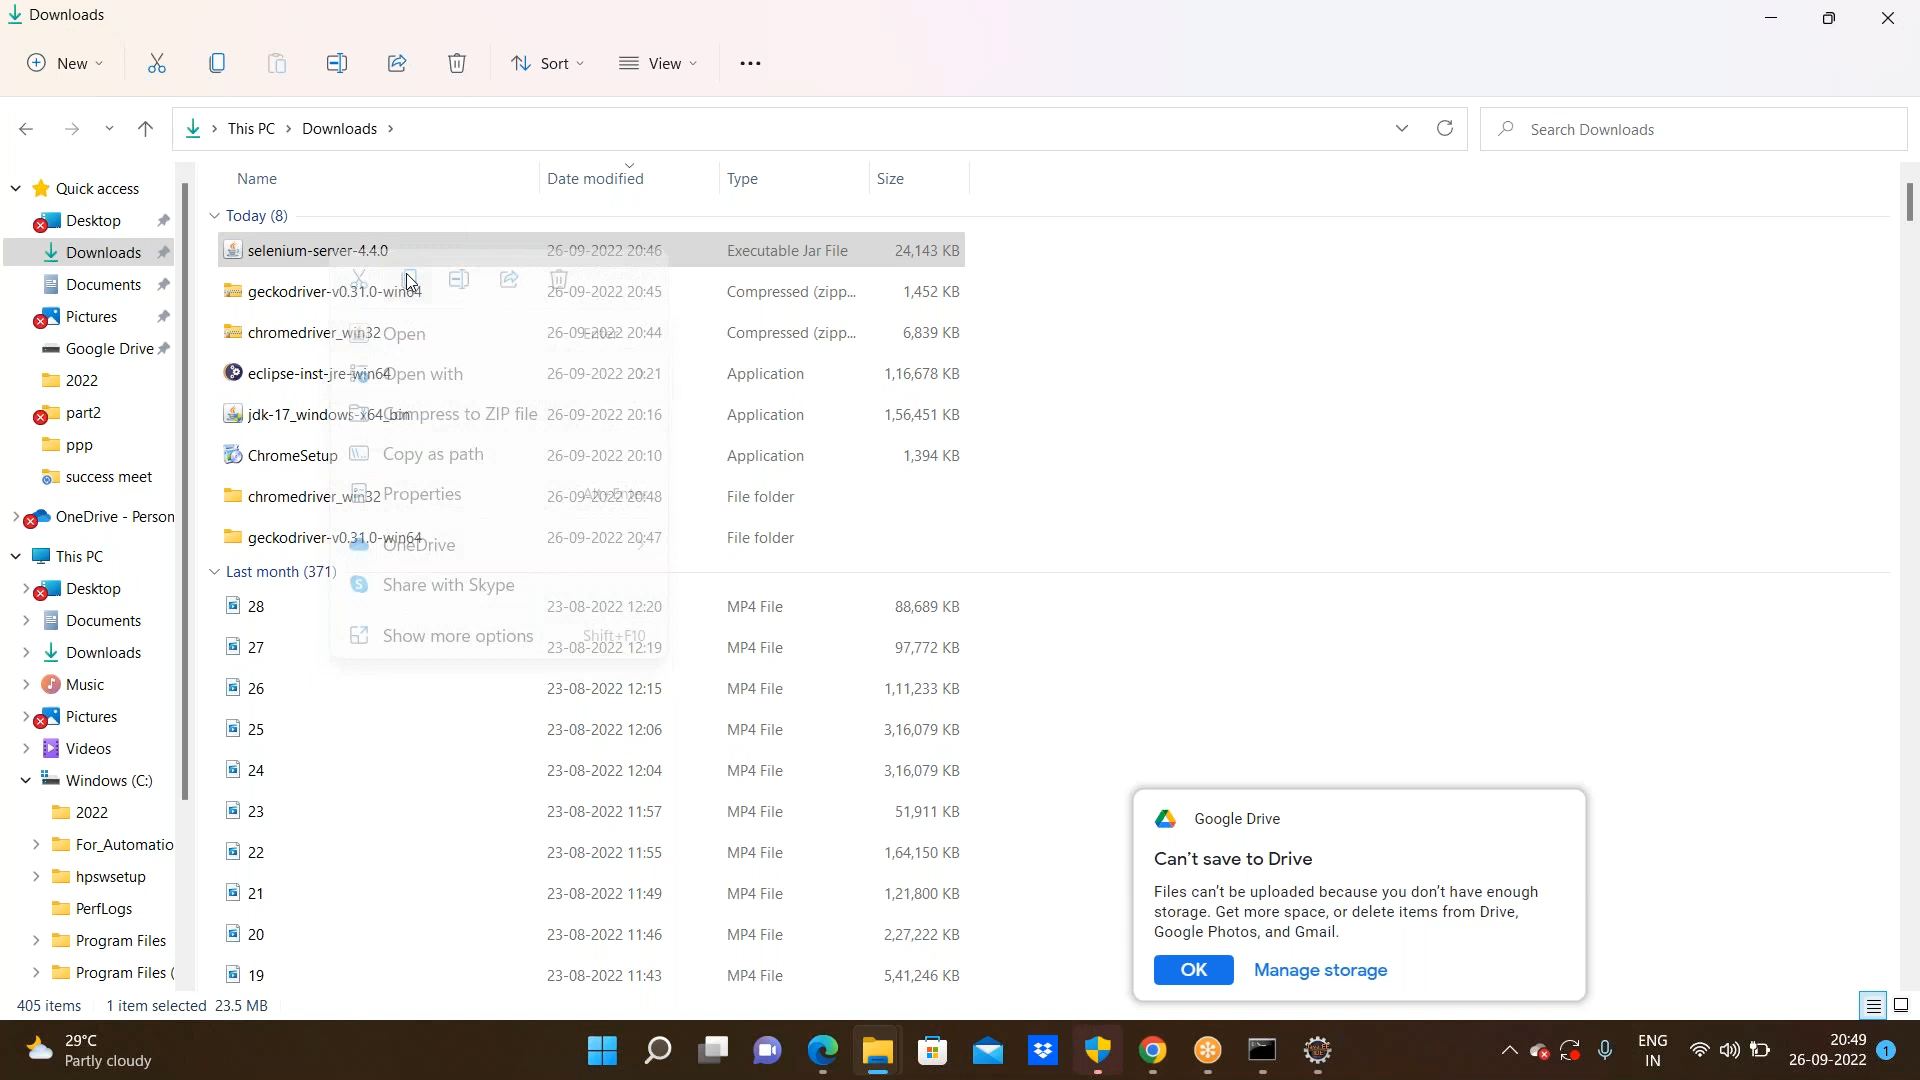 Downloads
New
Sort
View
This PC
Downloads
Search Downloads
Name
Date modified
Type
Size
Today (8)
selenium-server-4.4.0 26-09-2022 20:46 Executable Jar File 24,143 KB
geckodriver-v0.31.0-win64 26-09-2022 20:45 Compressed (zipp... 1,452 KB
chromedriver_win32 26-09-2022 20:44 Compressed (zipp... 6,839 KB
eclipse-inst-jre-win64 26-09-2022 20:21 Application 1,16,678 KB
jdk-17_windows-x64_bin 26-09-2022 20:16 Application 1,56,451 KB
ChromeSetup 26-09-2022 20:10 Application 1,394 KB
chromedriver_win32 26-09-2022 20:48 File folder
geckodriver-v0.31.0-win64 26-09-2022 20:47 File folder
Last month (371)
28 23-08-2022 12:20 MP4 File 88,689 KB
27 23-08-2022 12:19 MP4 File 97,772 KB
26 23-08-2022 12:15 MP4 File 1,11,233 KB
25 23-08-2022 12:06 MP4 File 3,16,079 KB
24 23-08-2022 12:04 MP4 File 3,16,079 KB
23 23-08-2022 11:57 MP4 File 51,911 KB
22 23-08-2022 11:55 MP4 File 1,64,150 KB
21 23-08-2022 11:49 MP4 File 1,21,800 KB
20 23-08-2022 11:46 MP4 File 2,27,222 KB
19 23-08-2022 11:43 MP4 File 5,41,246 KB
Open Enter
Open with
Compress to ZIP file
Copy as path
Properties Alt+Enter
OneDrive
Share with Skype
Show more options Shift+F10
Quick access
Desktop
Downloads
Documents
Pictures
Google Drive
2022
part2
ppp
success meet
OneDrive - Person
This PC
Desktop
Documents
Downloads
Music
Pictures
Videos
Windows (C:)
2022
For_Automatio
hpswsetup
PerfLogs
Program Files
Program Files (
Google Drive
Can't save to Drive
Files can't be uploaded because you don't have enough
storage. Get more space, or delete items from Drive,
Google Photos, and Gmail.
OK
Manage storage
405 items
1 item selected 23.5 MB
29°C
Partly cloudy
ENG
IN
20:49
26-09-2022
1